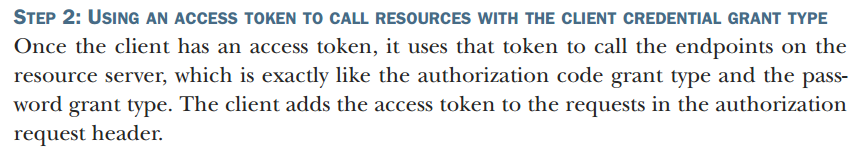 STEP 2: USING AN ACCESS TOKEN TO CALL RESOURCES WITH THE CLIENT CREDENTIAL GRANT TYPE
Once the client has an access token, it uses that token to call the endpoints on the
resource server, which is exactly like the authorization code grant type and the pass-
word grant type. The client adds the access token to the requests in the authorization
request header.